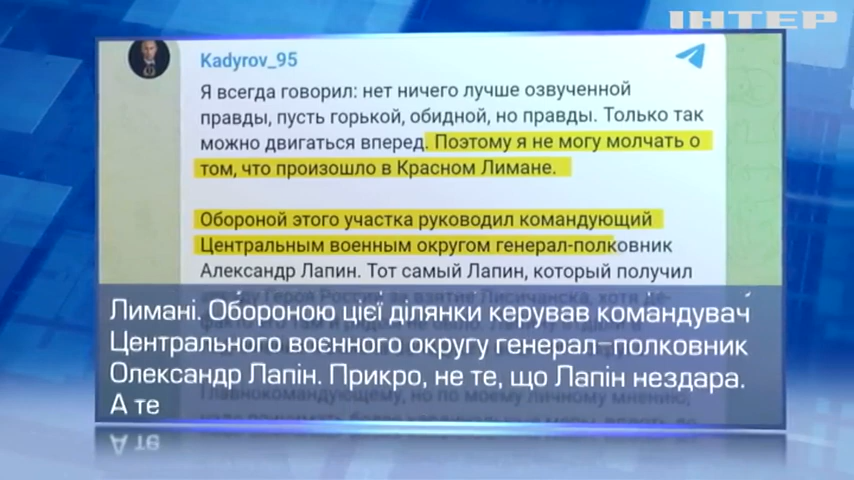 ІНТЕР
Kadyrov_95
Я всегда говорил: нет ничего лучше озвученной
правды, пусть горькой, обидной, но правды. Только так
можно двигаться вперед. Поэтому я не могу молчать о
том, что произошло в Красном Лимане.
Обороной этого участка руководил командующий
Центральным военным округом генерал-полковник
Александр Лапин. Тот самый Лапин, который получил
Лимані. Обороною цієї ділянки керував командувач
Центрального воєнного округу генерал–полковник
Олександр Лапін. Прикро, не те, що Лапін нездара.
А те